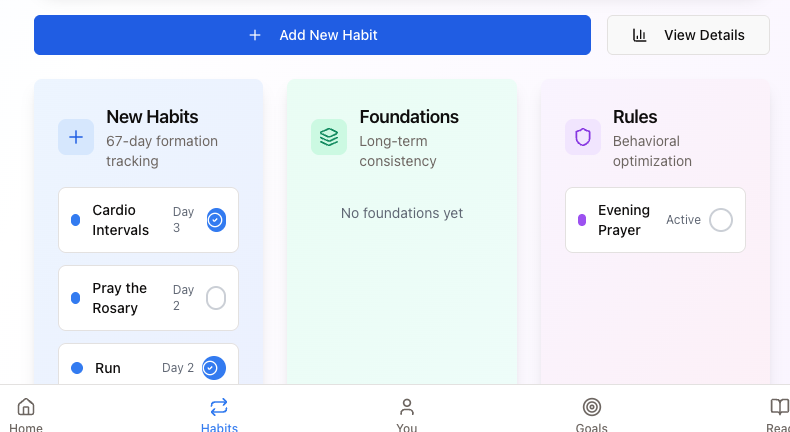 Add New Habit
View Details
New Habits
67-day formation
tracking
Cardio
Intervals
Day
3
Pray the
Rosary
Day
2
Run
Day 2
Foundations
Long-term
consistency
No foundations yet
Rules
Behavioral
optimization
Evening
Prayer
Active
Home
Habits
You
Goals
Read